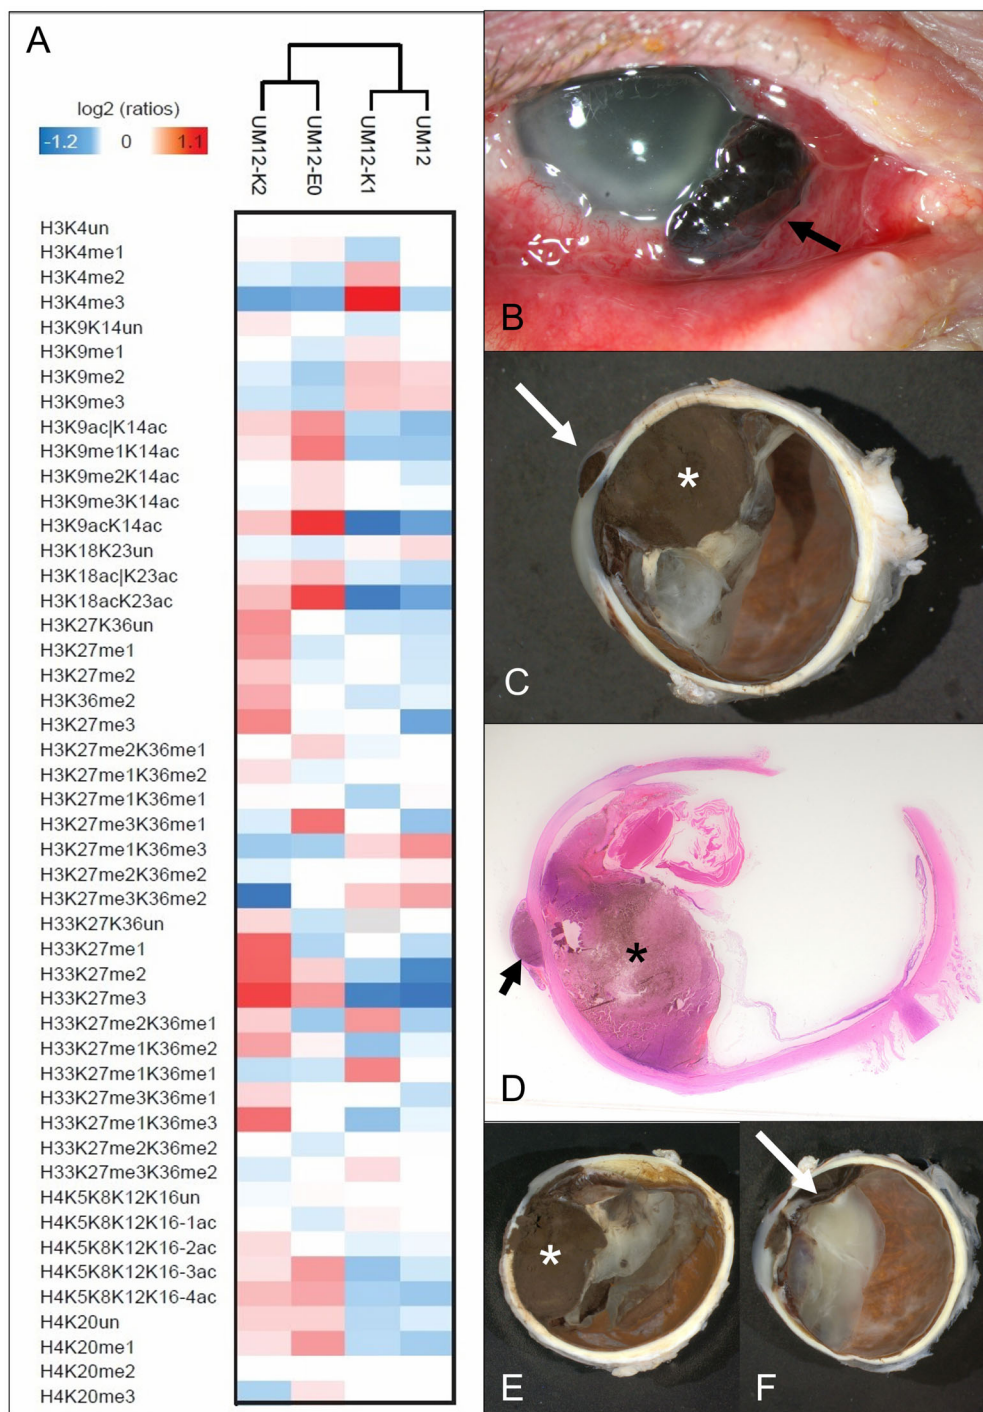 A
log2 (ratios)
-1.2 0 1.1
UM12-K2
UM12-E0
UM12-K1
UM12
H3K4un
H3K4me1
H3K4me2
H3K4me3
H3K9K14un
H3K9me1
H3K9me2
H3K9me3
H3K9ac|K14ac
H3K9me1K14ac
H3K9me2K14ac
H3K9me3K14ac
H3K9acK14ac
H3K18K23un
H3K18ac|K23ac
H3K18acK23ac
H3K27K36un
H3K27me1
H3K27me2
H3K36me2
H3K27me3
H3K27me2K36me1
H3K27me1K36me2
H3K27me1K36me1
H3K27me3K36me1
H3K27me1K36me3
H3K27me2K36me2
H3K27me3K36me2
H33K27K36un
H33K27me1
H33K27me2
H33K27me3
H33K27me2K36me1
H33K27me1K36me2
H33K27me1K36me1
H33K27me3K36me1
H33K27me1K36me3
H33K27me2K36me2
H33K27me3K36me2
H4K5K8K12K16un
H4K5K8K12K16-1ac
H4K5K8K12K16-2ac
H4K5K8K12K16-3ac
H4K5K8K12K16-4ac
H4K20un
H4K20me1
H4K20me2
H4K20me3
B
C
*
D
*
E
*
F